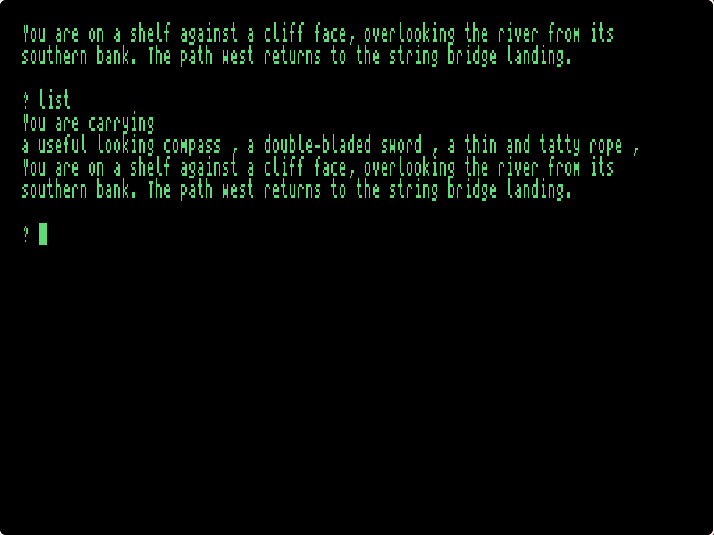 You are on a shelf against a cliff face, overlooking the river from its
southern bank. The path west returns to the string bridge landing.
? list
You are carrying
a useful looking compass , a double-bladed sword , a thin and tatty rope ,
You are on a shelf against a cliff face, overlooking the river from its
southern bank. The path west returns to the string bridge landing.
?